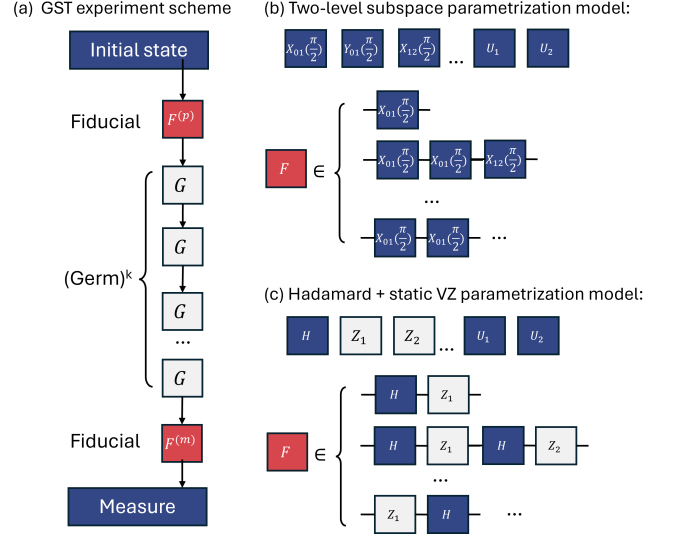 (a) GST experiment scheme
Initial state
Fiducial
F^(p)
G
G
(Germ)^k
G
...
G
Fiducial
F^(m)
Measure
(b) Two-level subspace parametrization model:
X₀₁(π/2) Y₀₁(π/2) X₁₂(π/2) ... U₁ U₂
X₀₁(π/2)
F ∈
X₀₁(π/2) X₀₁(π/2) X₁₂(π/2)
...
X₀₁(π/2) X₀₁(π/2) ...
(c) Hadamard + static VZ parametrization model:
H Z₁ Z₂ ... U₁ U₂
H Z₁
F ∈
H Z₁ H Z₂
...
Z₁ H ...